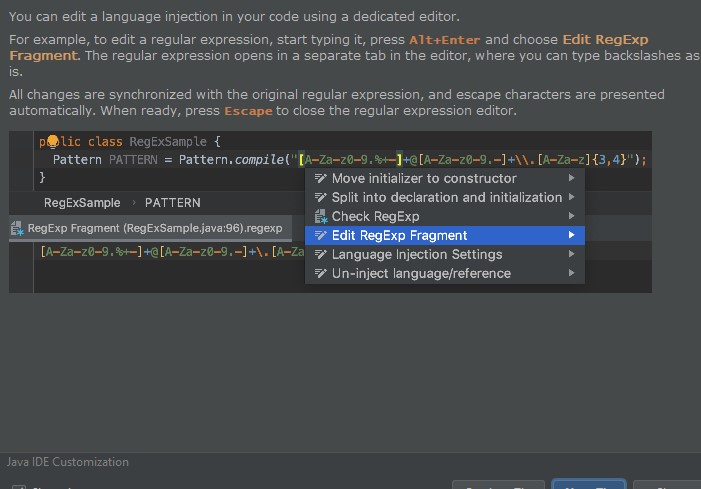 You can edit a language injection in your code using a dedicated editor.
For example, to edit a regular expression, start typing it, press Alt+Enter and choose Edit RegExp
Fragment. The regular expression opens in a separate tab in the editor, where you can type backslashes as
is.
All changes are synchronized with the original regular expression, and escape characters are presented
automatically. When ready, press Escape to close the regular expression editor.
class RegExSample {
Pattern PATTERN = Pattern.compile("[A-Za-z0-9.%+-]+@[A-Za-z0-9.-]+\\.[A-Za-z]{3,4}");
}
Move initializer to constructor
Split into declaration and initialization
Check RegExp
Edit RegExp Fragment
Language Injection Settings
Un-inject language/reference
RegExSample > PATTERN
RegExp Fragment (RegExSample.java:96).regexp
[A-Za-z0-9.%+-]+@[A-Za-z0-9.-]+\.[A-Za
Java IDE Customization